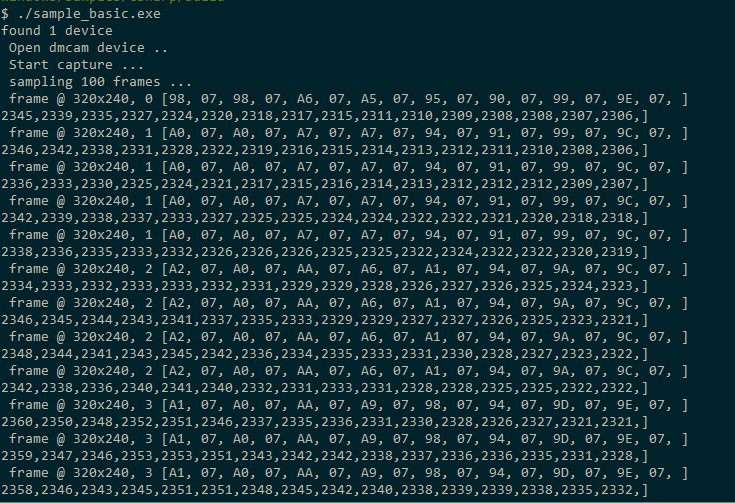 windows/samples/csharp/build
$ ./sample_basic.exe
found 1 device
 Open dmcam device ..
 Start capture ...
 sampling 100 frames ...
 frame @ 320x240, 0 [98, 07, 98, 07, A6, 07, A5, 07, 95, 07, 90, 07, 99, 07, 9E, 07, ]
2345,2339,2335,2327,2324,2320,2318,2317,2315,2311,2310,2309,2308,2308,2307,2306,]
 frame @ 320x240, 1 [A0, 07, A0, 07, A7, 07, A7, 07, 94, 07, 91, 07, 99, 07, 9C, 07, ]
2346,2342,2338,2331,2328,2322,2319,2316,2315,2314,2313,2312,2311,2310,2308,2306,]
 frame @ 320x240, 1 [A0, 07, A0, 07, A7, 07, A7, 07, 94, 07, 91, 07, 99, 07, 9C, 07, ]
2336,2333,2330,2325,2324,2321,2317,2315,2316,2314,2313,2312,2312,2312,2309,2307,]
 frame @ 320x240, 1 [A0, 07, A0, 07, A7, 07, A7, 07, 94, 07, 91, 07, 99, 07, 9C, 07, ]
2342,2339,2338,2337,2333,2327,2325,2325,2324,2324,2322,2322,2321,2320,2318,2318,]
 frame @ 320x240, 1 [A0, 07, A0, 07, A7, 07, A7, 07, 94, 07, 91, 07, 99, 07, 9C, 07, ]
2338,2336,2335,2333,2332,2326,2326,2326,2325,2325,2322,2324,2322,2322,2320,2319,]
 frame @ 320x240, 2 [A2, 07, A0, 07, AA, 07, A6, 07, A1, 07, 94, 07, 9A, 07, 9C, 07, ]
2334,2333,2332,2333,2333,2332,2331,2329,2329,2328,2326,2327,2326,2325,2324,2323,]
 frame @ 320x240, 2 [A2, 07, A0, 07, AA, 07, A6, 07, A1, 07, 94, 07, 9A, 07, 9C, 07, ]
2346,2345,2344,2343,2341,2337,2335,2333,2329,2329,2327,2327,2326,2325,2323,2321,]
 frame @ 320x240, 2 [A2, 07, A0, 07, AA, 07, A6, 07, A1, 07, 94, 07, 9A, 07, 9C, 07, ]
2348,2344,2341,2343,2345,2342,2336,2334,2335,2333,2331,2330,2328,2327,2323,2322,]
 frame @ 320x240, 2 [A2, 07, A0, 07, AA, 07, A6, 07, A1, 07, 94, 07, 9A, 07, 9C, 07, ]
2342,2338,2336,2340,2341,2340,2332,2331,2333,2331,2328,2328,2325,2325,2322,2322,]
 frame @ 320x240, 3 [A1, 07, A0, 07, AA, 07, A9, 07, 98, 07, 94, 07, 9D, 07, 9E, 07, ]
2360,2350,2348,2352,2351,2346,2337,2335,2336,2331,2330,2328,2326,2327,2321,2321,]
 frame @ 320x240, 3 [A1, 07, A0, 07, AA, 07, A9, 07, 98, 07, 94, 07, 9D, 07, 9E, 07, ]
2359,2347,2346,2353,2353,2351,2343,2342,2342,2338,2337,2336,2336,2335,2331,2328,]
 frame @ 320x240, 3 [A1, 07, A0, 07, AA, 07, A9, 07, 98, 07, 94, 07, 9D, 07, 9E, 07, ]
2358,2346,2343,2345,2351,2351,2348,2345,2342,2340,2338,2339,2339,2338,2335,2332,]